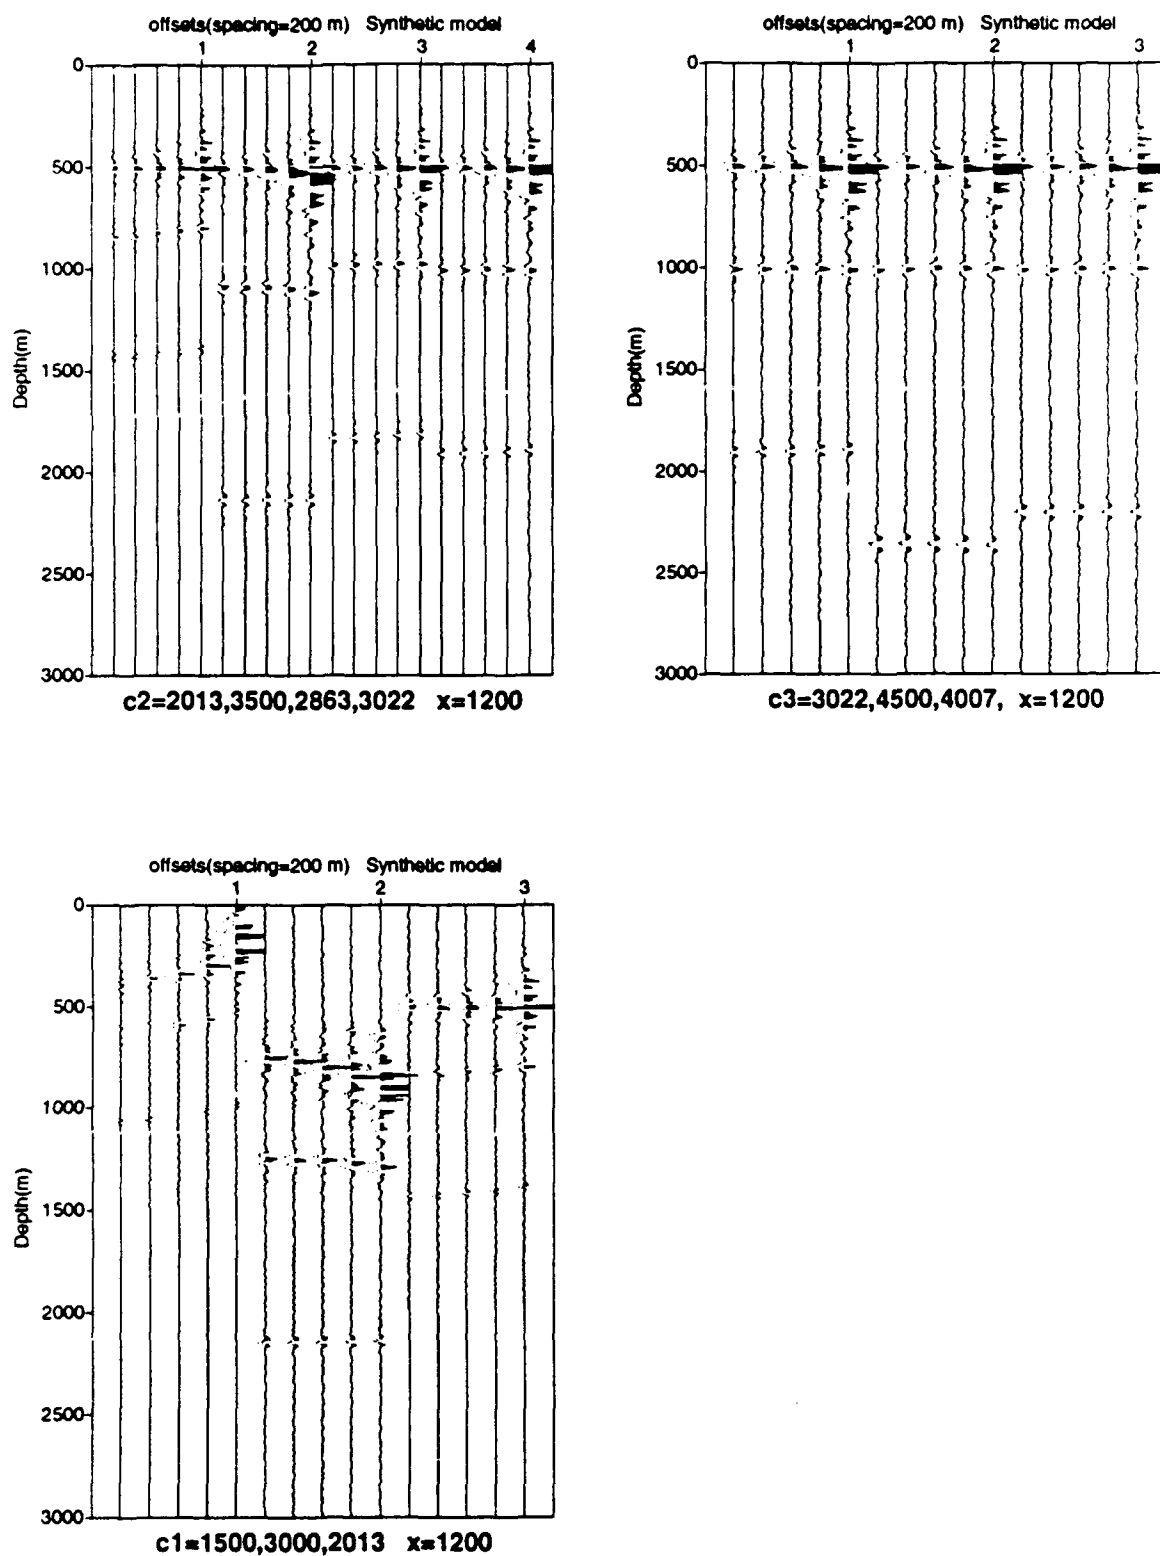 offsets(spacing=200 m) Synthetic model
1 2 3 4
0
500
1000
1500
2000
2500
3000
Depth(m)
c2=2013,3500,2863,3022 x=1200
offsets(spacing=200 m) Synthetic model
1 2 3
0
500
1000
1500
2000
2500
3000
Depth(m)
c3=3022,4500,4007, x=1200
offsets(spacing=200 m) Synthetic model
1 2 3
0
500
1000
1500
2000
2500
3000
Depth(m)
c1=1500,3000,2013 x=1200